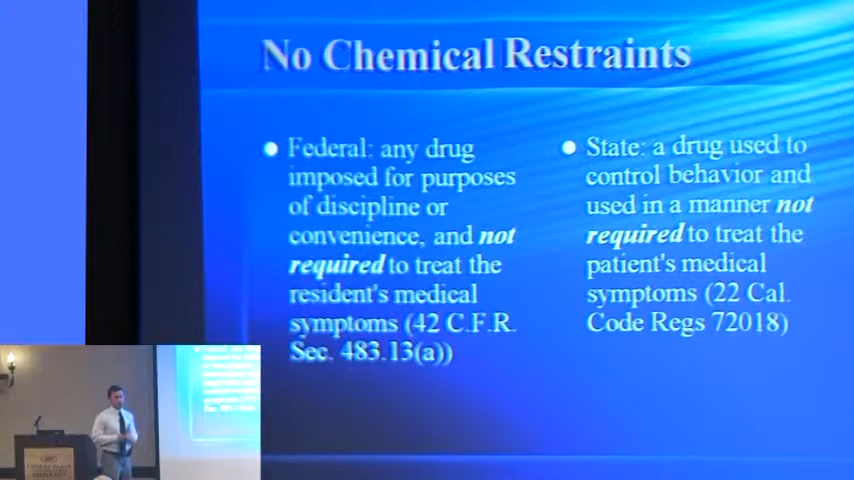 No Chemical Restraints
Federal: any drug
imposed for purposes
of discipline or
convenience, and not
required to treat the
resident's medical
symptoms (42 C.F.R.
Sec. 483.13(a))
State: a drug used to
control behavior and
used in a manner not
required to treat the
patient's medical
symptoms (22 Cal.
Code Regs 72018)